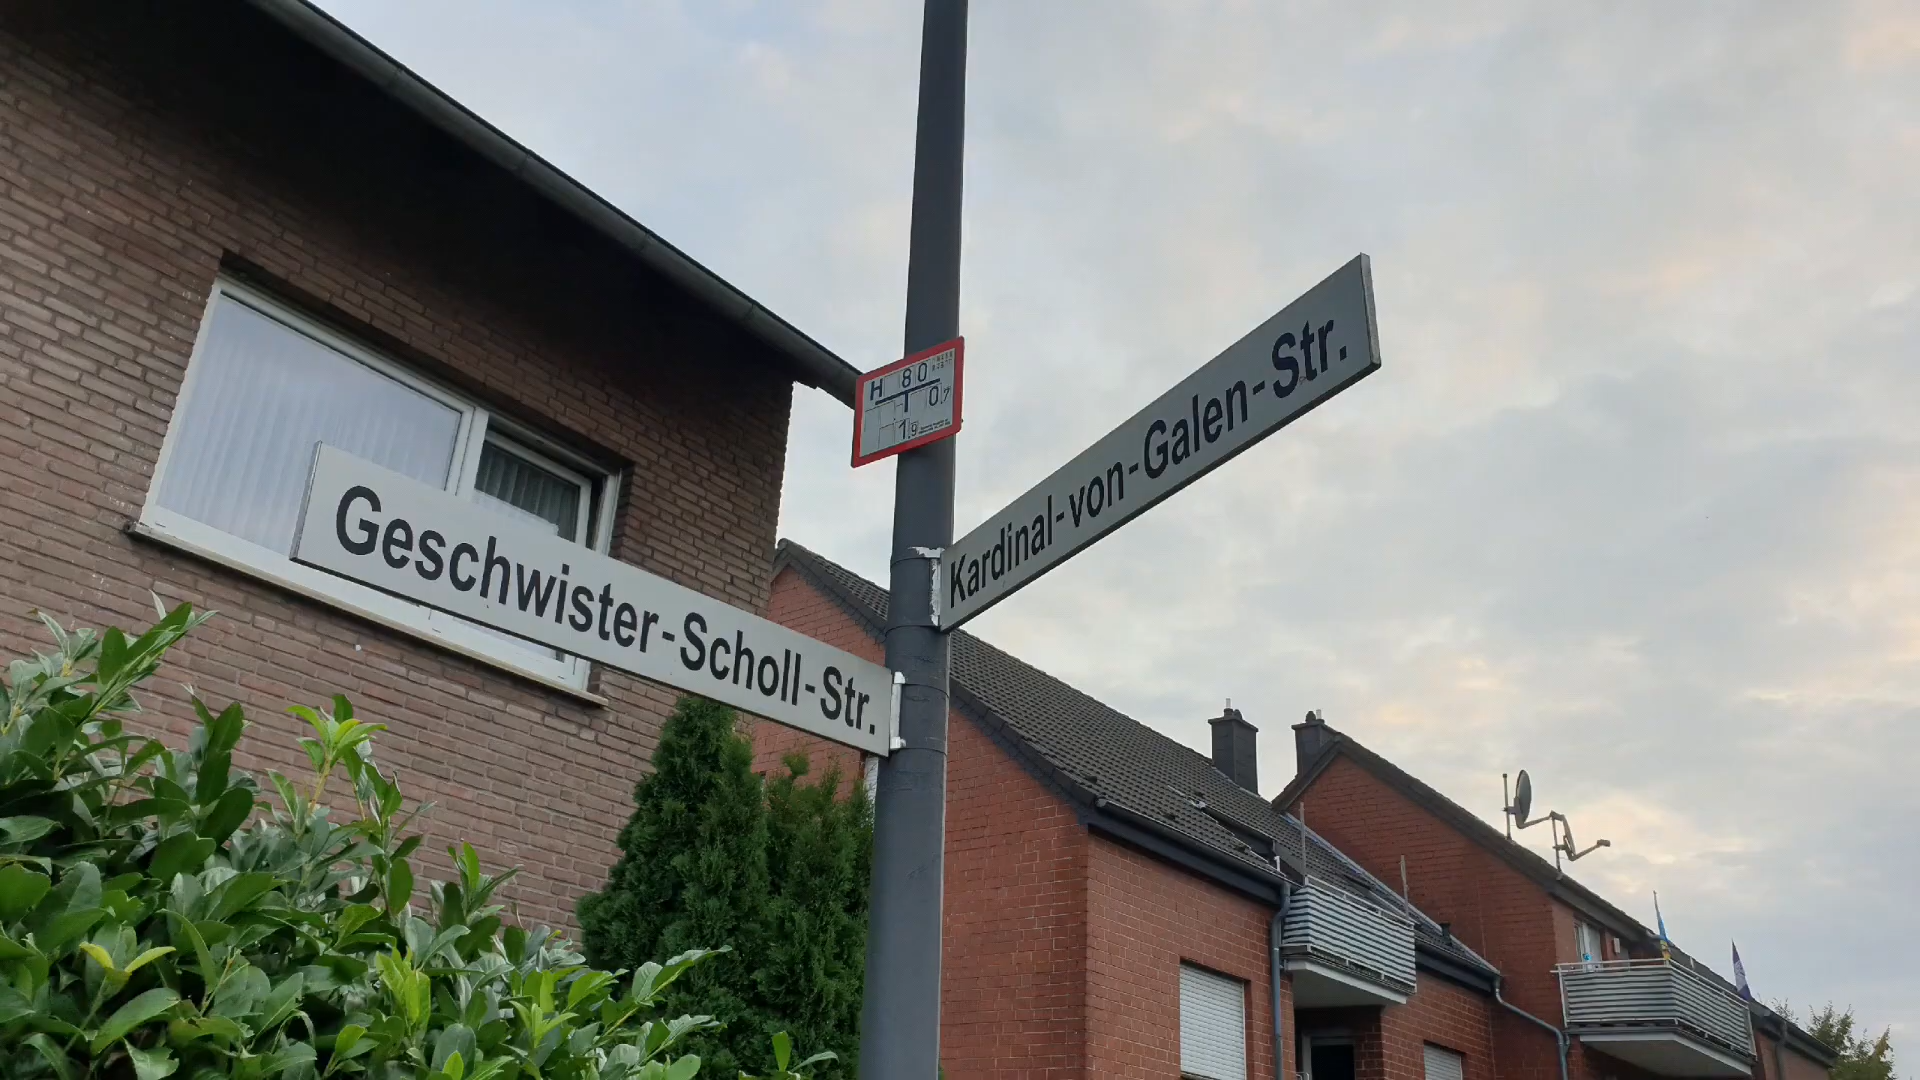 H 80
0,7
1,9
Kardinal-von-Galen-Str.
Geschwister-Scholl-Str.